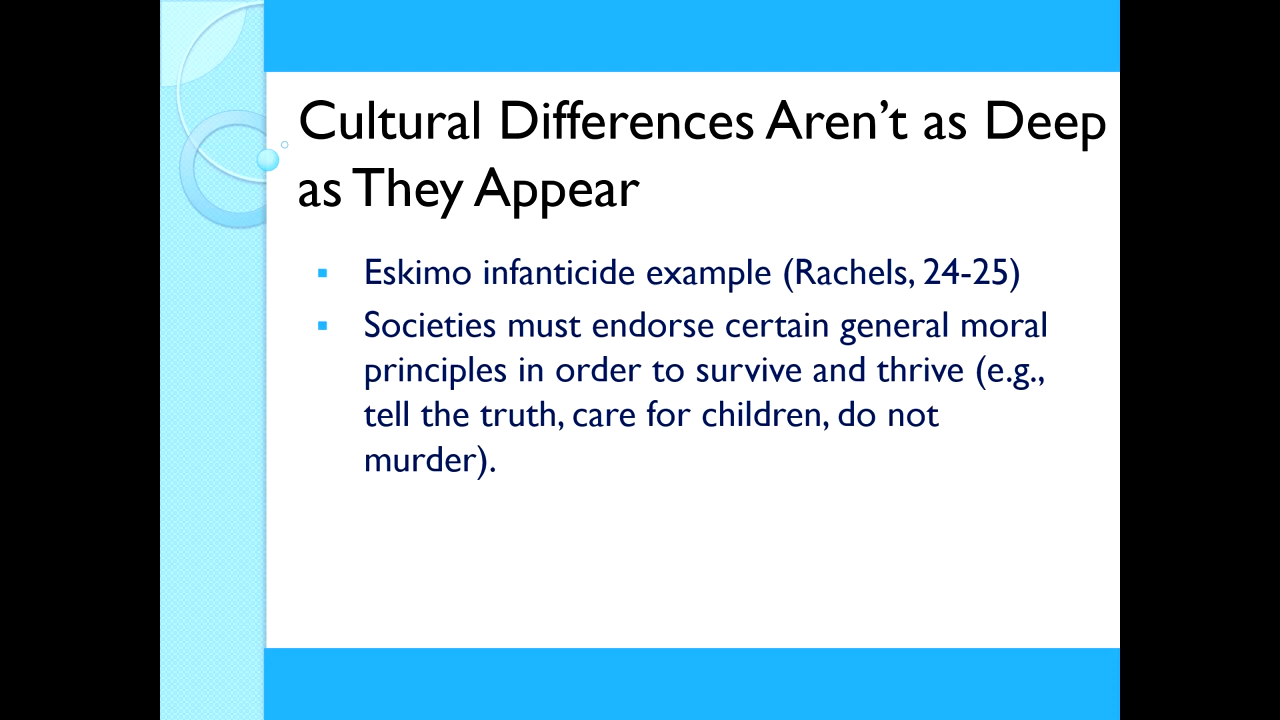 Cultural Differences Aren’t as Deep
as They Appear
▪ Eskimo infanticide example (Rachels, 24-25)
▪ Societies must endorse certain general moral
principles in order to survive and thrive (e.g.,
tell the truth, care for children, do not
murder).